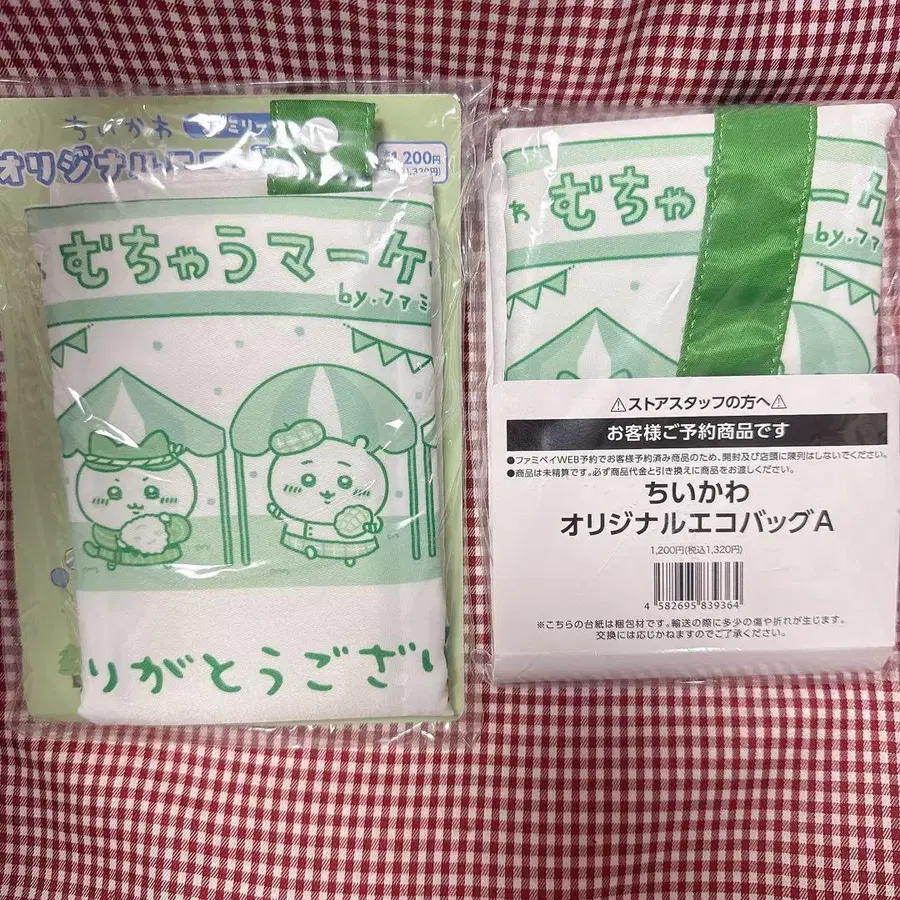 ちいかわ
オリジナルエコ
1,200円
むちゃうマーケ
by.ファミ
りがとうござい
むちゃ
by.ファ
⚠ストアスタッフの方へ⚠
お客様ご予約商品です
●ファミペイWEB予約でお客様予約済み商品のため、開封及び店頭に陳列はしないでください。
●商品は未精算です。必ず商品代金と引き換えに商品をお渡しください。
ちいかわ
オリジナルエコバッグA
1,200円(税込1,320円)
4 582695 839364
※こちらの台紙は梱包材です。輸送の際に多少の傷や折れが生じます。
交換には応じかねますのでご了承ください。